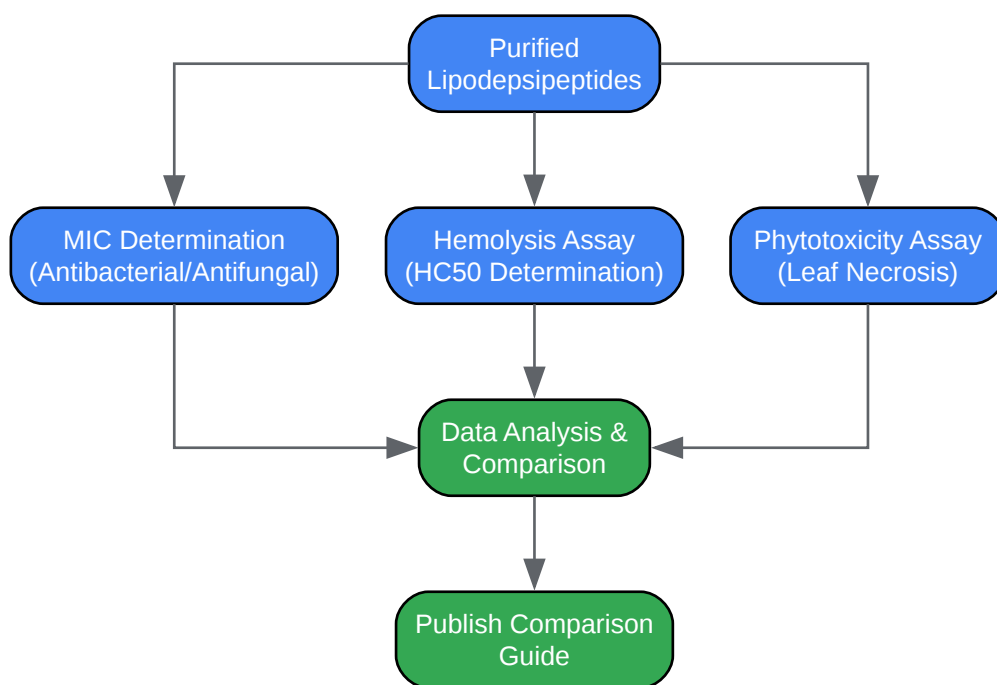 Purified
Lipodepsipeptides
MIC Determination
(Antibacterial/Antifungal)
Hemolysis Assay
(HC50 Determination)
Phytotoxicity Assay
(Leaf Necrosis)
Data Analysis &
Comparison
Publish Comparison
Guide